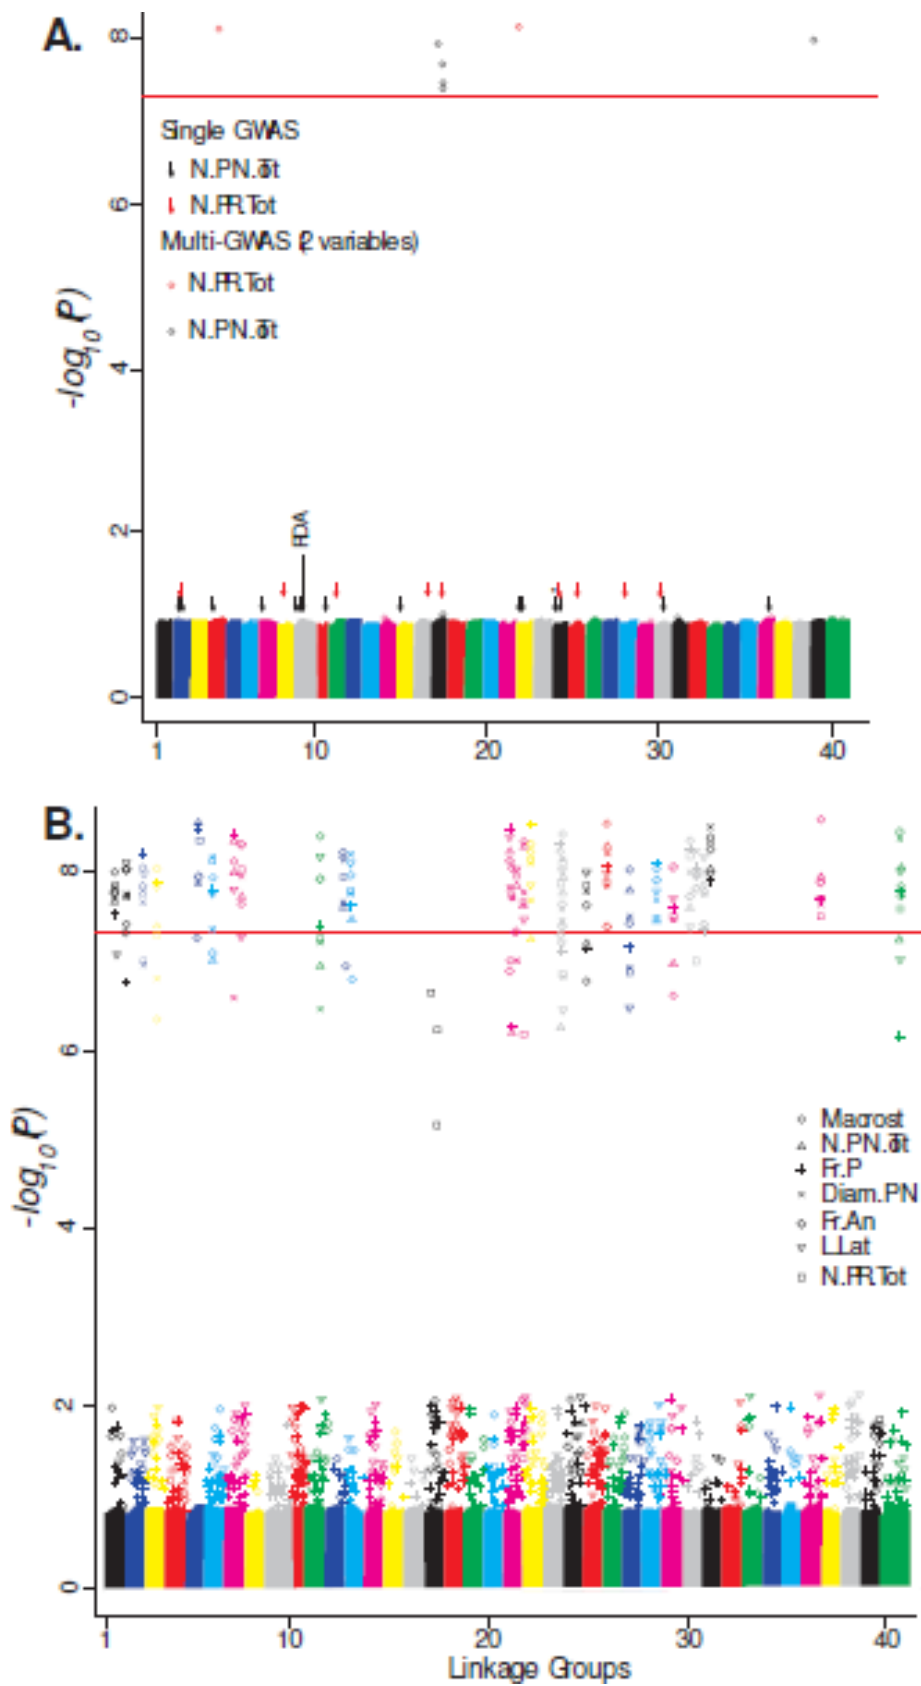 A.
8
6
4
2
0
-log10(P)
Single GWAS
N.PN.Tot
N.PR.Tot
Multi-GWAS (2 variables)
N.PR.Tot
N.PN.Tot
RDA
1 10 20 30 40
B.
8
6
4
2
0
-log10(P)
Macrost
N.PN.Tot
Fr.P
Diam.PN
Fr.An
L.Lat
N.PR.Tot
1 10 20 30 40
Linkage Groups